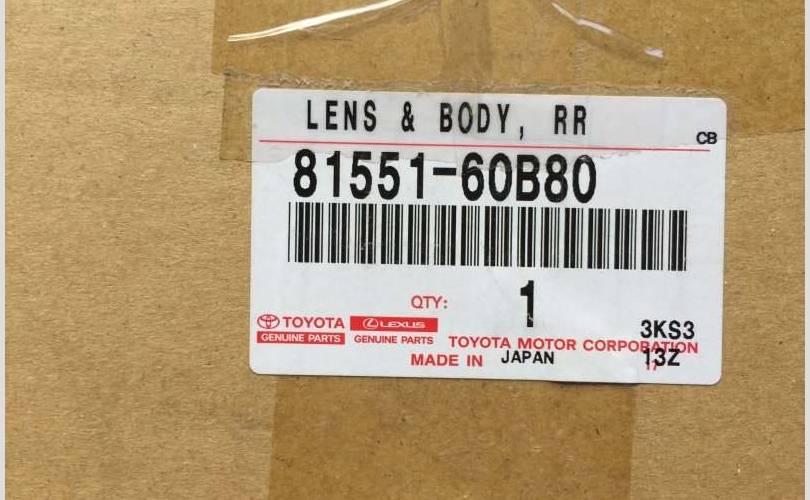 LENS & BODY, RR
CB
81551-60B80
QTY: 1
TOYOTA LEXUS 3KS3
GENUINE PARTS GENUINE PARTS TOYOTA MOTOR CORPORATION
MADE IN JAPAN 13Z
17